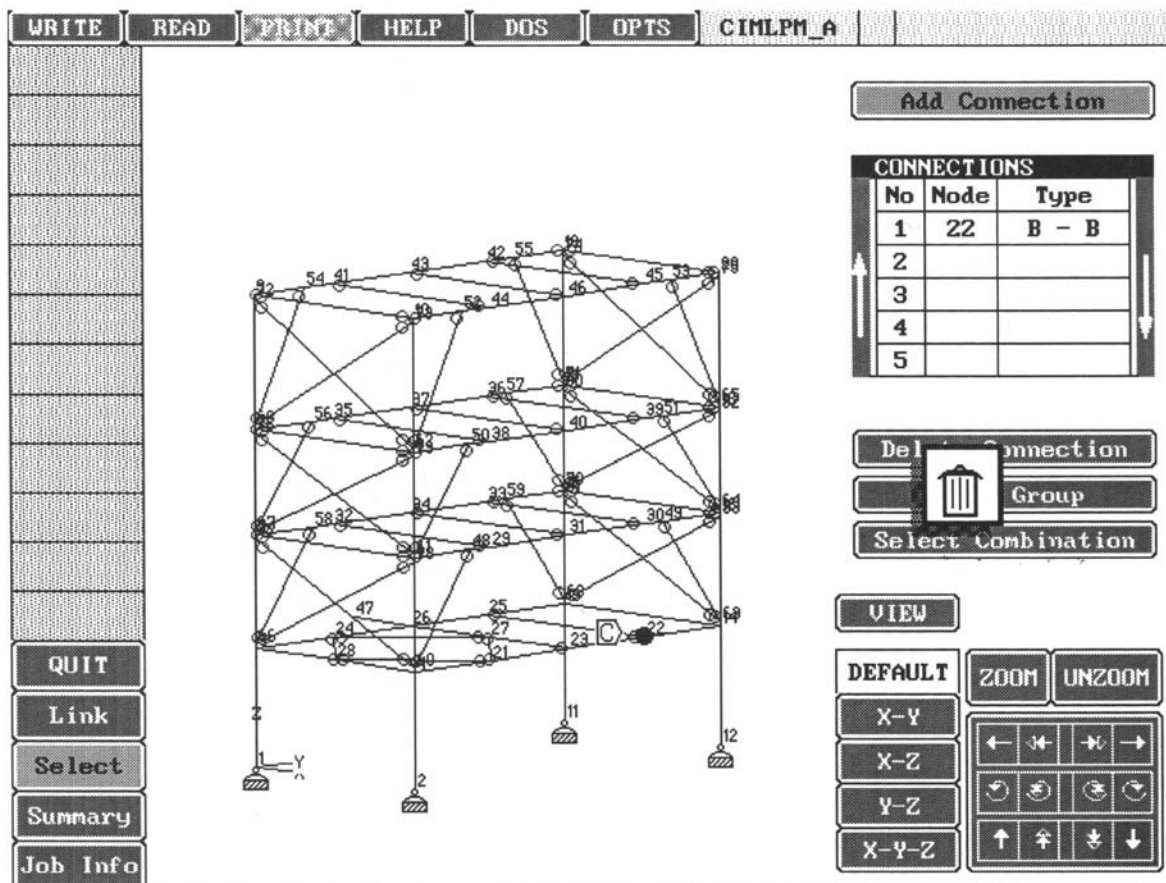 WRITE READ PRINT HELP DOS OPTS CIMLPM_A
Add Connection
CONNECTIONS
No Node Type
1 22 B - B
2
3
4
5
Delet Connection
Group
Select Combination
VIEW
DEFAULT ZOOM UNZOOM
X-Y
X-Z
Y-Z
X-Y-Z
QUIT
Link
Select
Summary
Job Info
54 41 43 42 55 45 53
52 44 46
56 35 37 36 57 39 51
50 38 40
58 32 34 33 59 30 49
48 29 31
47 26 25
24 27 23 C 22
28 21
Z
1 Y
2
11
12